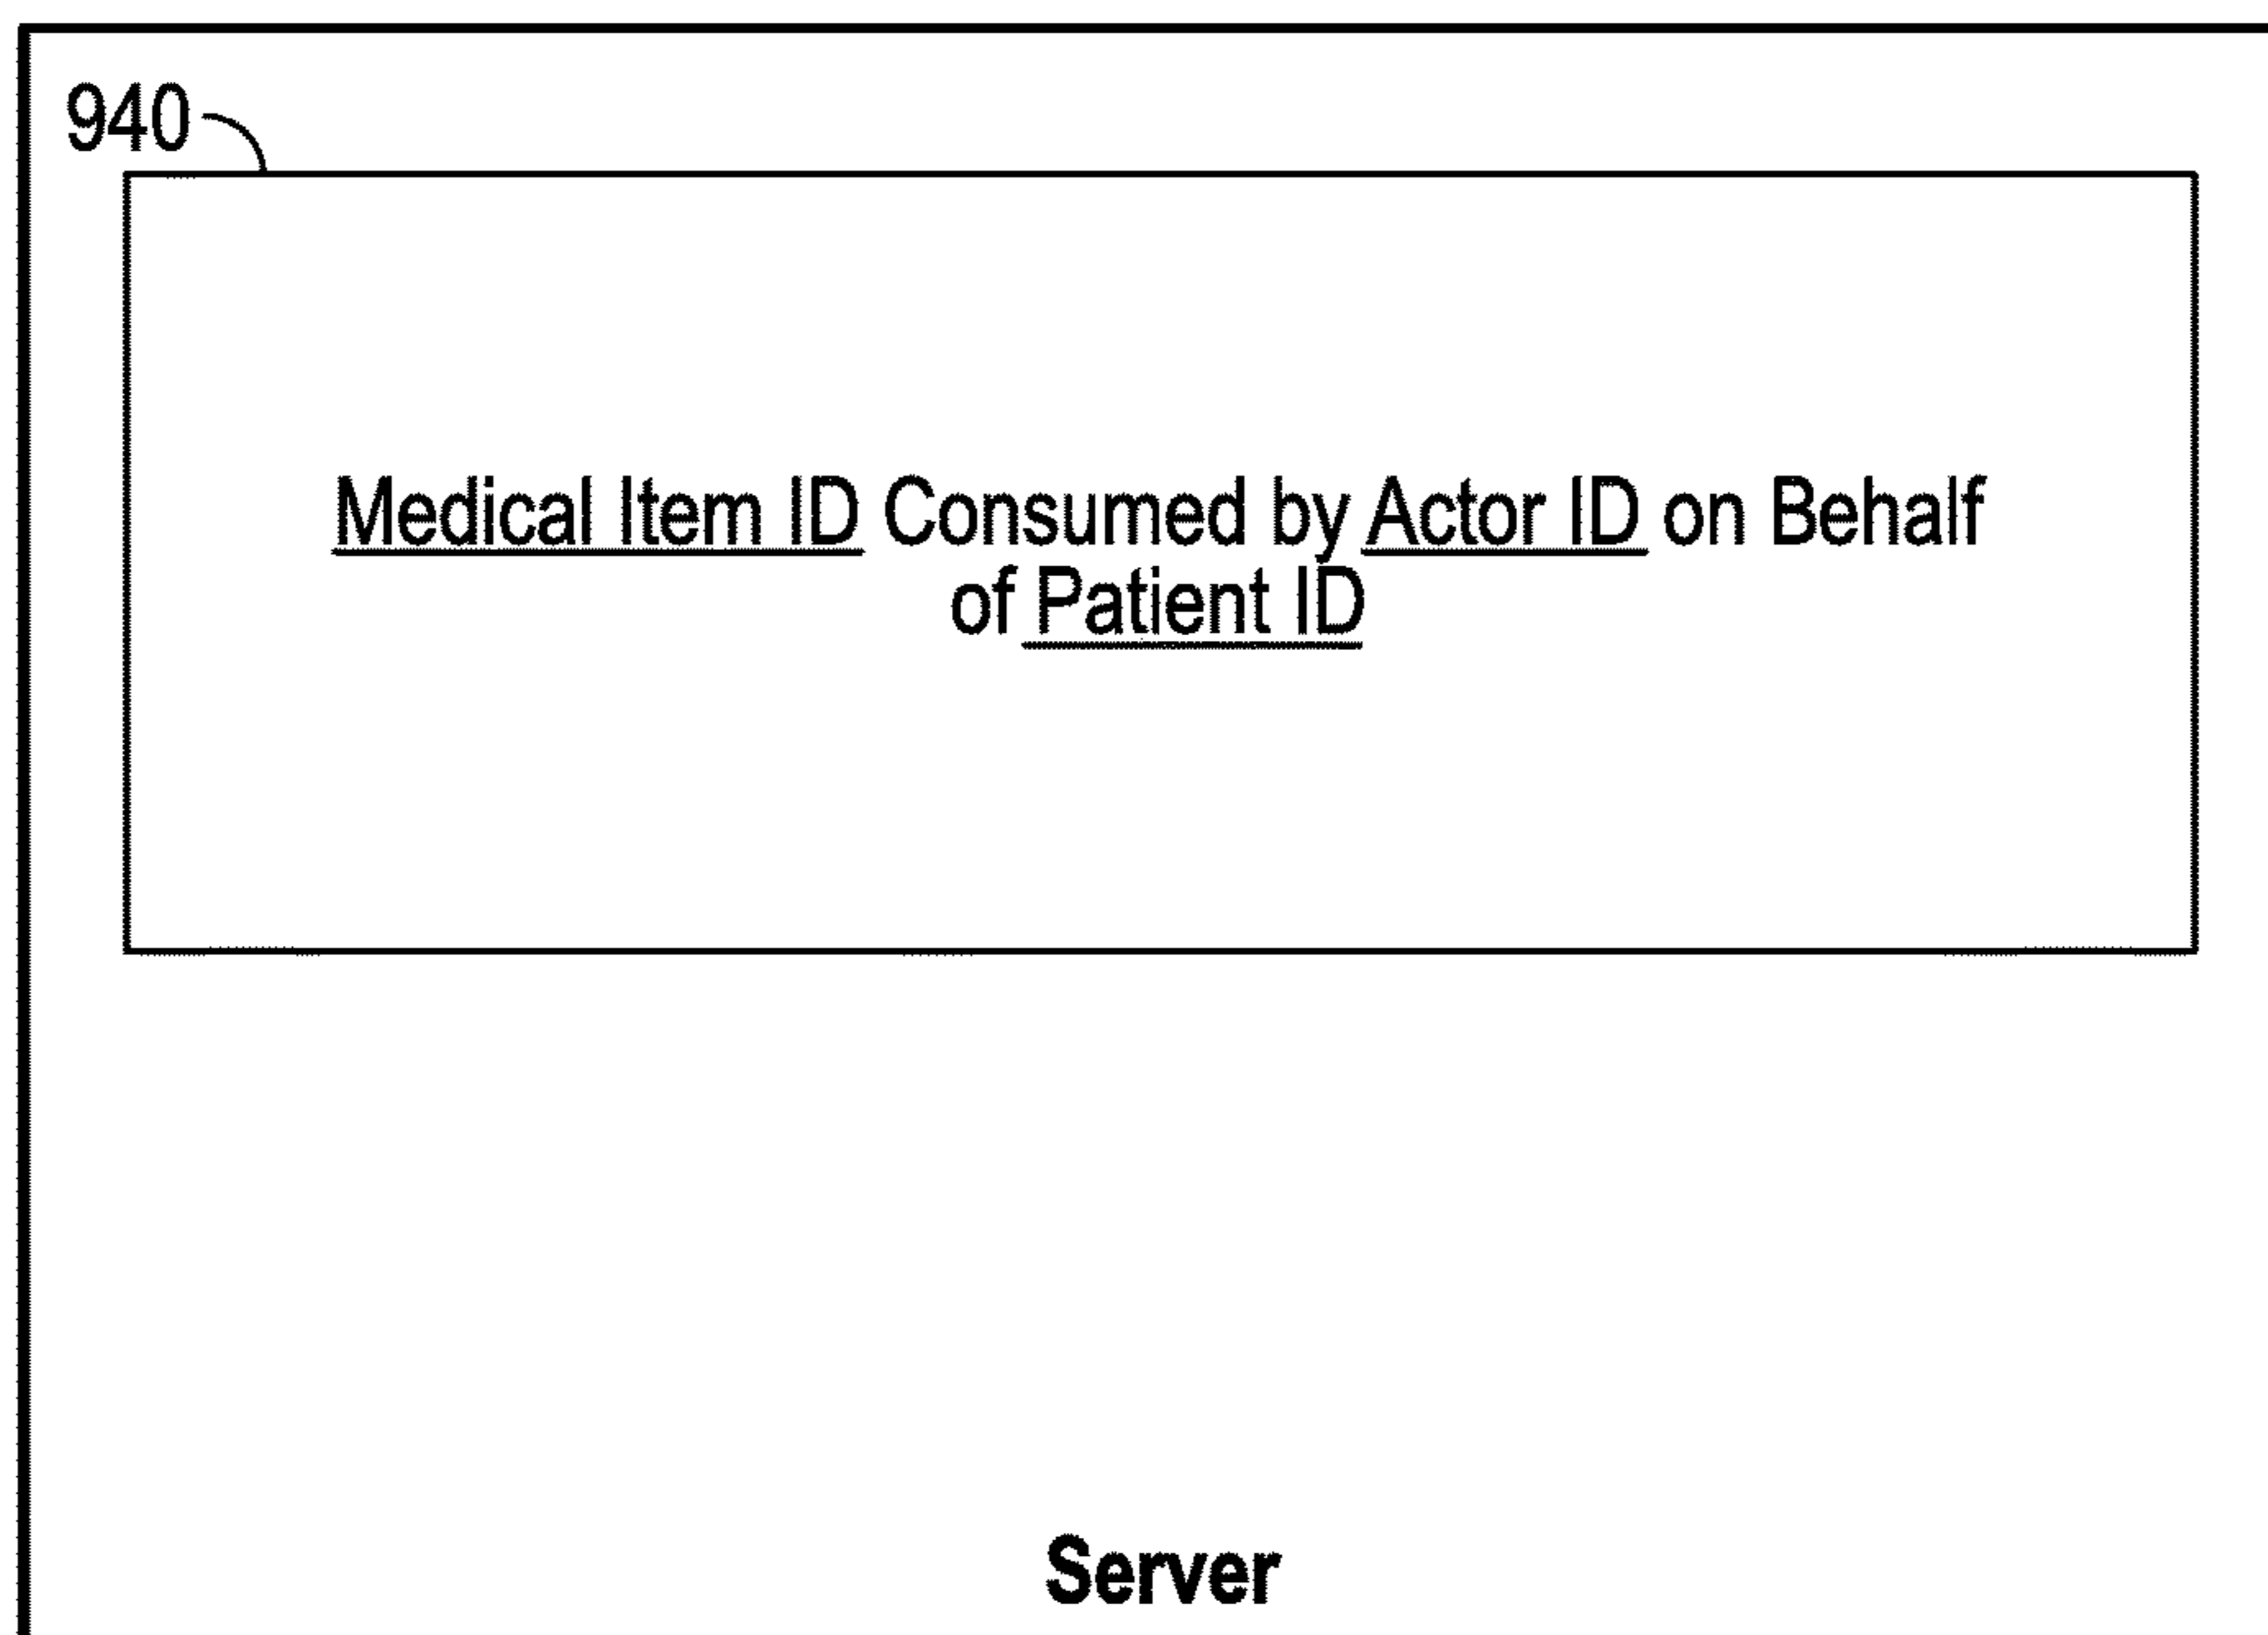 940
Medical Item ID Consumed by Actor ID on Behalf
of Patient ID
Server